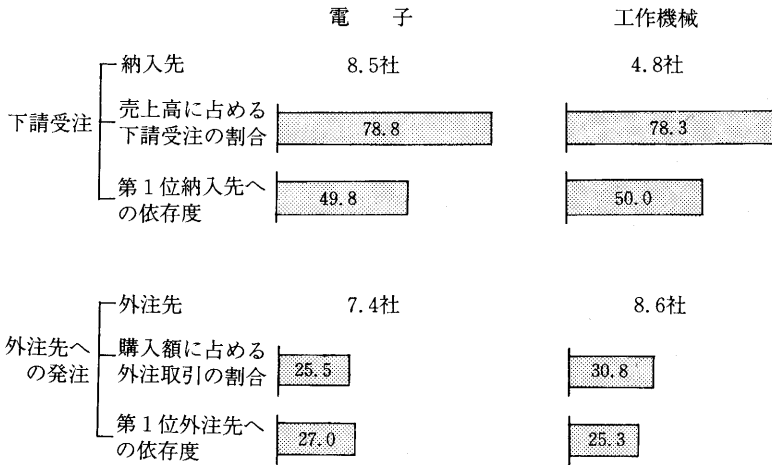 電子 工作機械
納入先 8.5社 4.8社
下請受注
売上高に占める
下請受注の割合
78.8 78.3
第1位納入先へ
の依存度
49.8 50.0
外注先 7.4社 8.6社
外注先へ
の発注
購入額に占める
外注取引の割合
25.5 30.8
第1位外注先へ
の依存度
27.0 25.3